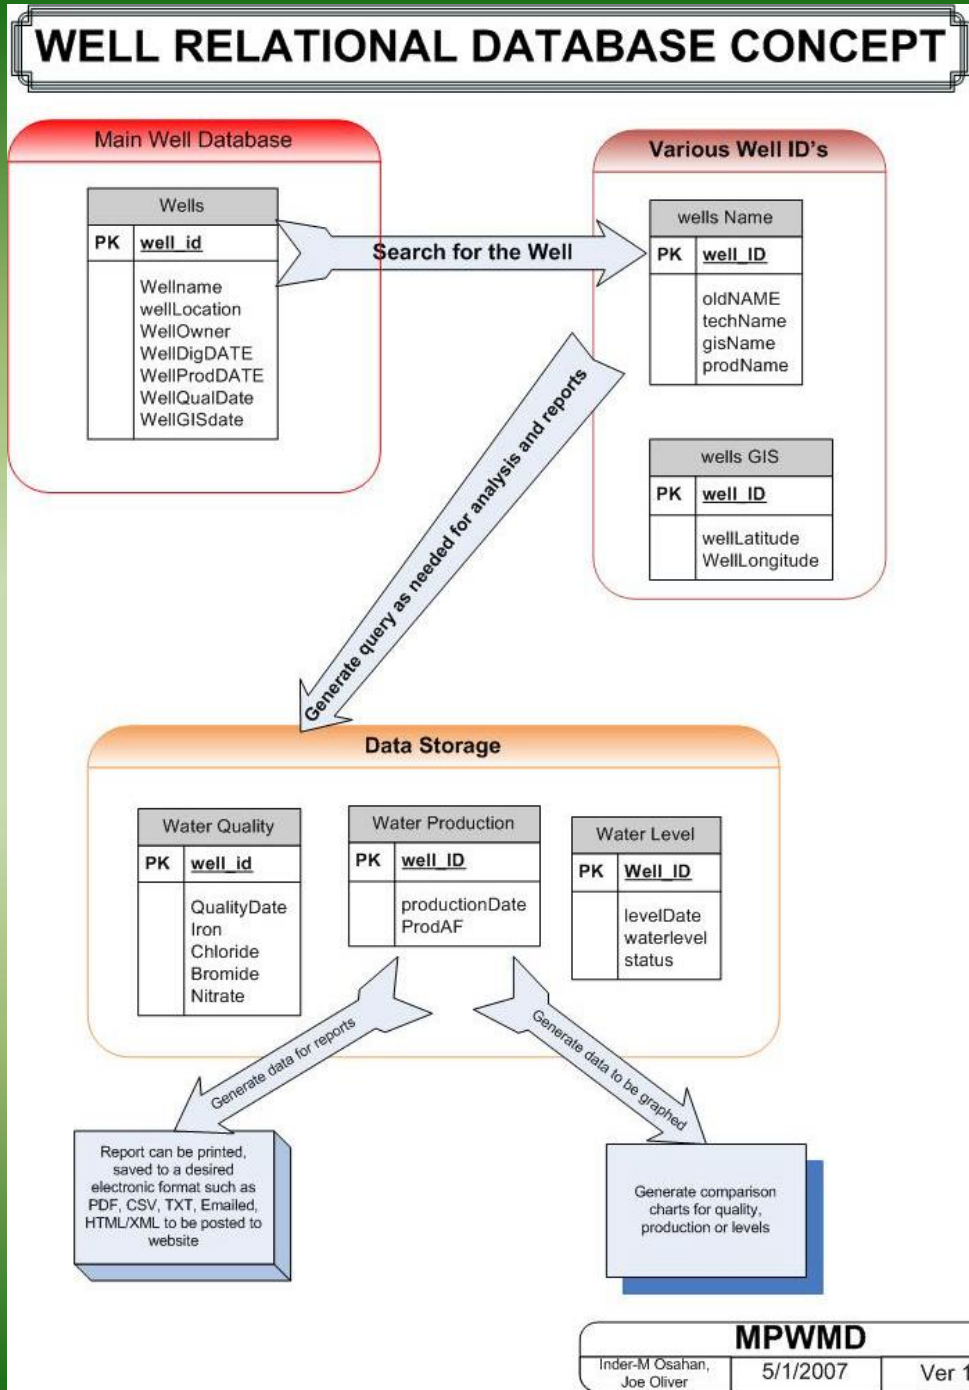 WELL RELATIONAL DATABASE CONCEPT
Main Well Database
Wells
PK well_id
Wellname
wellLocation
WellOwner
WellDigDATE
WellProdDATE
WellQualDate
WellGISdate
Search for the Well
Various Well ID's
wells Name
PK well_ID
oldNAME
techName
gisName
prodName
wells GIS
PK well_ID
wellLatitude
WellLongitude
Generate query as needed for analysis and reports
Data Storage
Water Quality
PK well_id
QualityDate
Iron
Chloride
Bromide
Nitrate
Water Production
PK well_ID
productionDate
ProdAF
Water Level
PK Well_ID
levelDate
waterlevel
status
Generate data for reports
Generate data to be graphed
Report can be printed,
saved to a desired
electronic format such as
PDF, CSV, TXT, Emailed,
HTML/XML to be posted to
website
Generate comparison
charts for quality,
production or levels
MPWMD
Inder-M Osahan,
Joe Oliver
5/1/2007
Ver 1